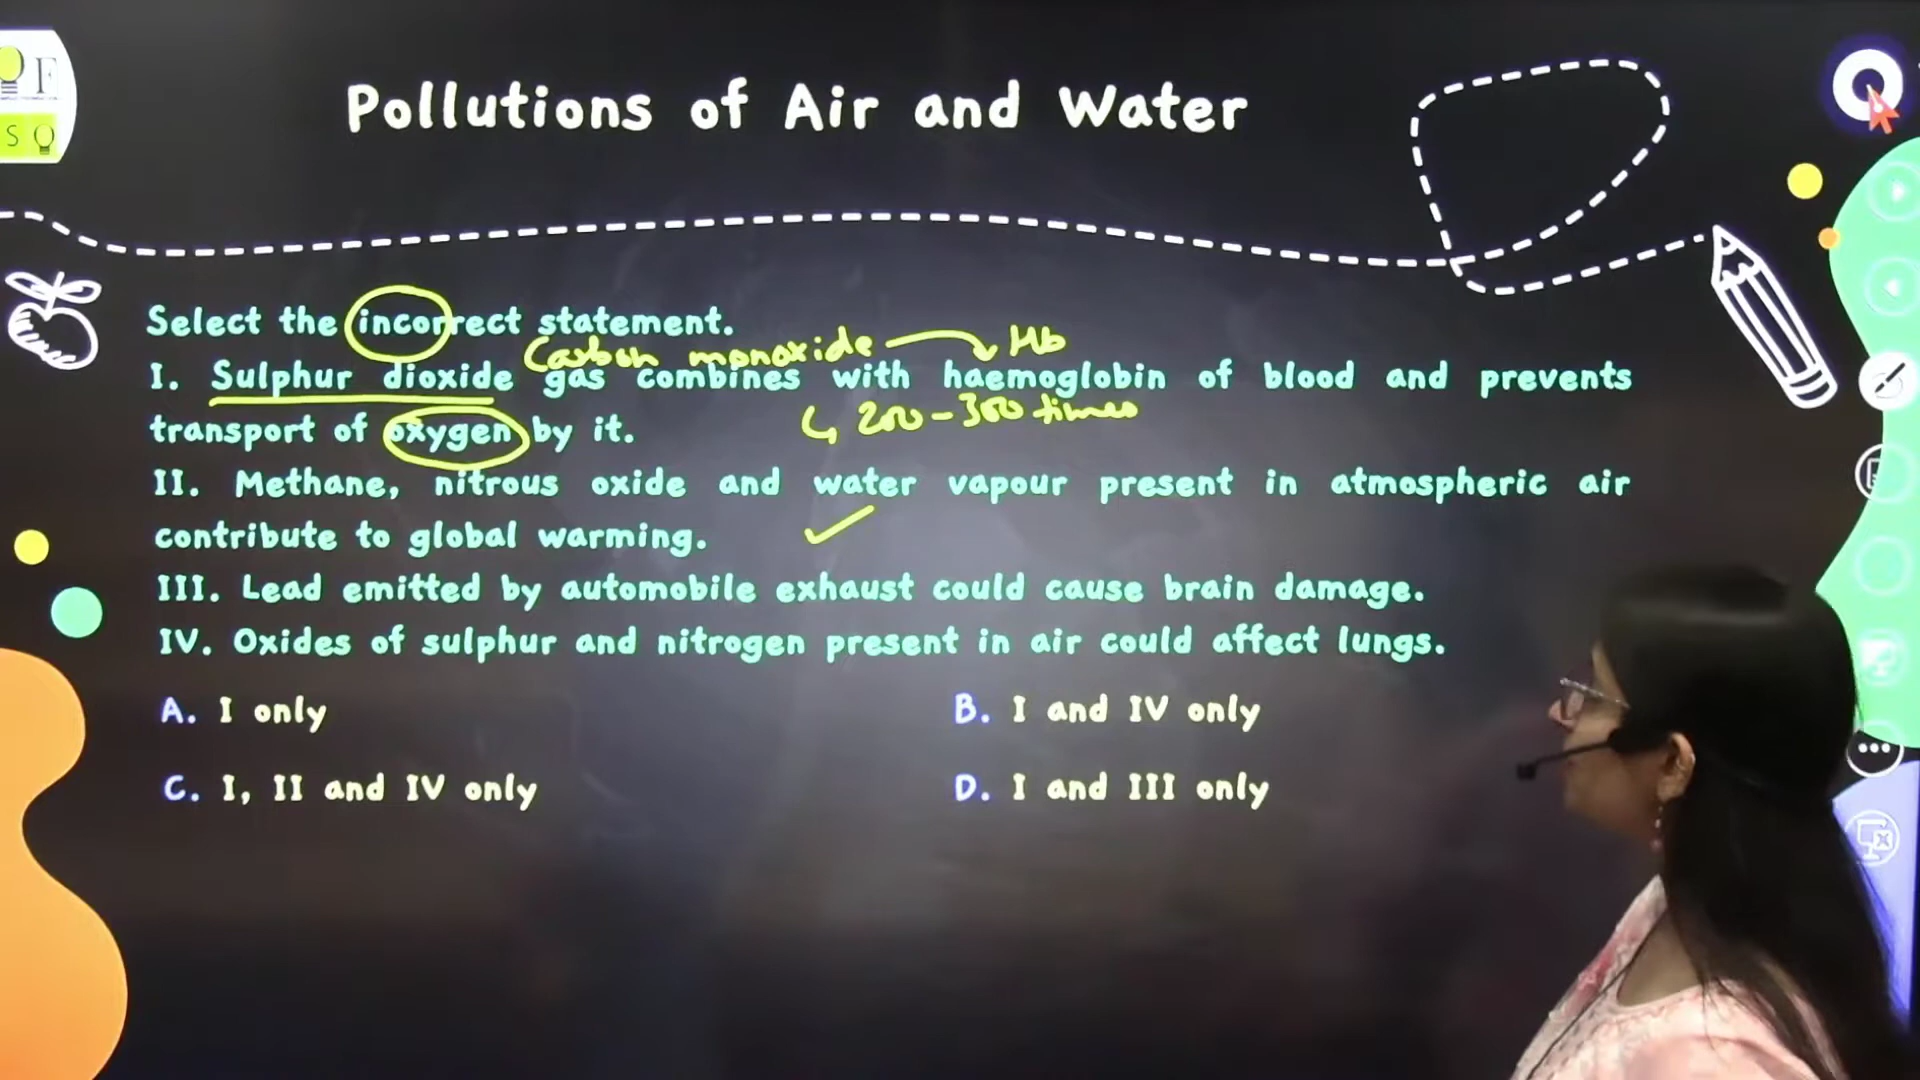 F
S O
Pollutions of Air and Water
Select the incorrect statement.
Carbon monoxide → Hb
I. Sulphur dioxide gas combines with haemoglobin of blood and prevents
↳ 200-300 times
transport of oxygen by it.
II. Methane, nitrous oxide and water vapour present in atmospheric air
contribute to global warming.
III. Lead emitted by automobile exhaust could cause brain damage.
IV. Oxides of sulphur and nitrogen present in air could affect lungs.
A. I only
B. I and IV only
C. I, II and IV only
D. I and III only